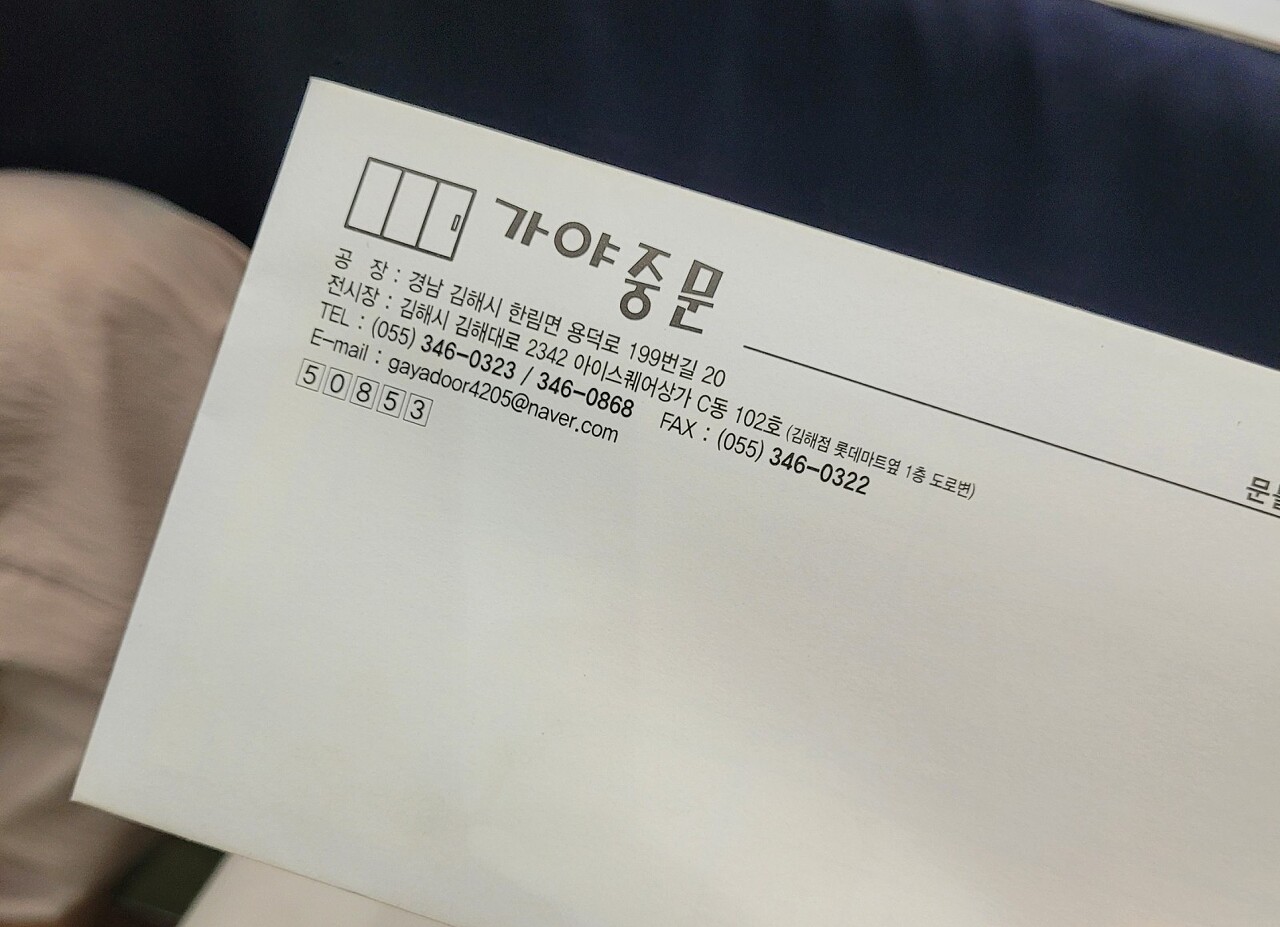 가야중문
공 장 : 경남 김해시 한림면 용덕로 199번길 20
전시장 : 김해시 김해대로 2342 아이스퀘어상가 C동 102호 (김해점 롯데마트옆 1층 도로변)
TEL : (055) 346-0323 / 346-0868 FAX : (055) 346-0322
E-mail : gayadoor4205@naver.com
50853